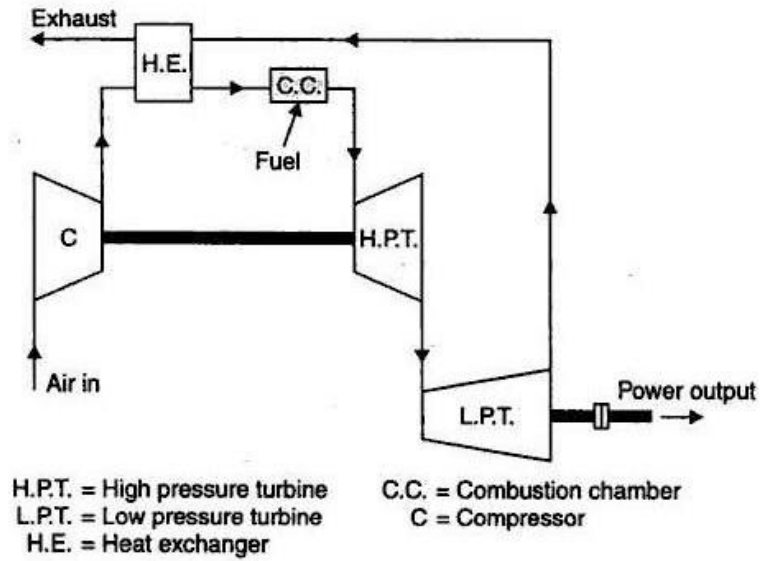 Exhaust
H.E.
C.C.
Fuel
C
H.P.T.
Air in
L.P.T.
Power output
H.P.T. = High pressure turbine
L.P.T. = Low pressure turbine
H.E. = Heat exchanger
C.C. = Combustion chamber
C = Compressor